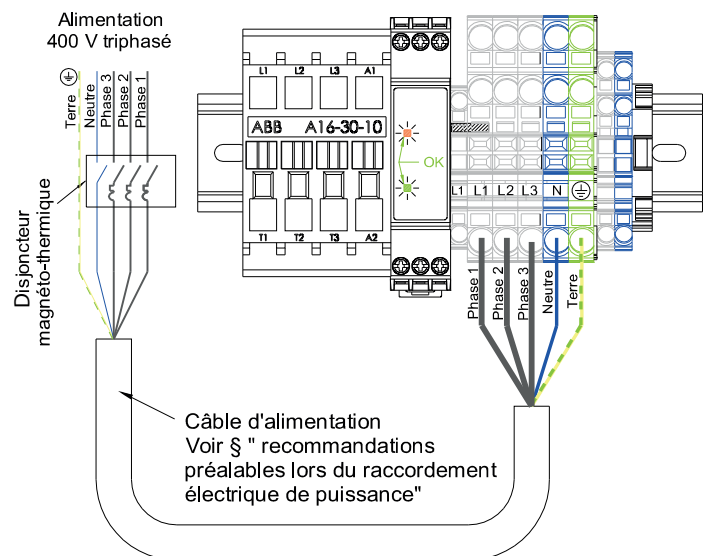 Alimentation
400 V triphasé
Terre
Neutre
Phase 3
Phase 2
Phase 1
Disjoncteur
magnéto-thermique
L1 L2 L3 A1
ABB A16-30-10
T1 T2 T3 A2
OK
L1 L1 L2 L3 N
Phase 1
Phase 2
Phase 3
Neutre
Terre
Câble d'alimentation
Voir § " recommandations
préalables lors du raccordement
électrique de puissance"